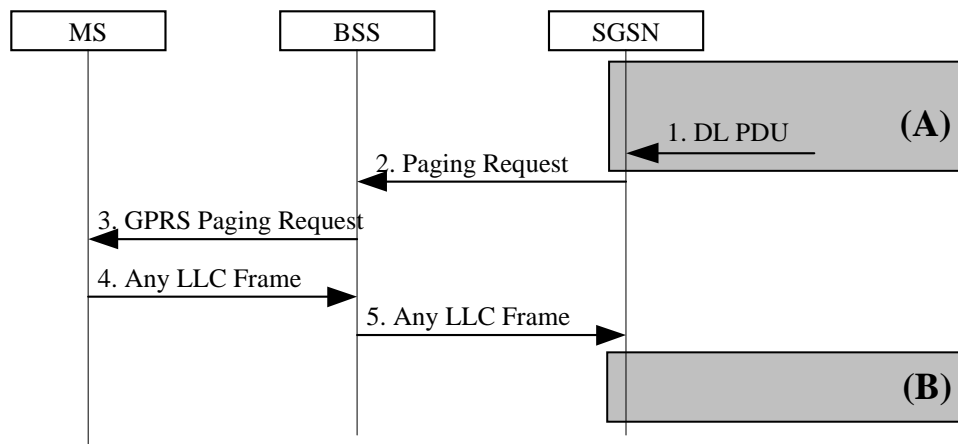 MS
BSS
SGSN
(A)
1. DL PDU
2. Paging Request
3. GPRS Paging Request
4. Any LLC Frame
5. Any LLC Frame
(B)